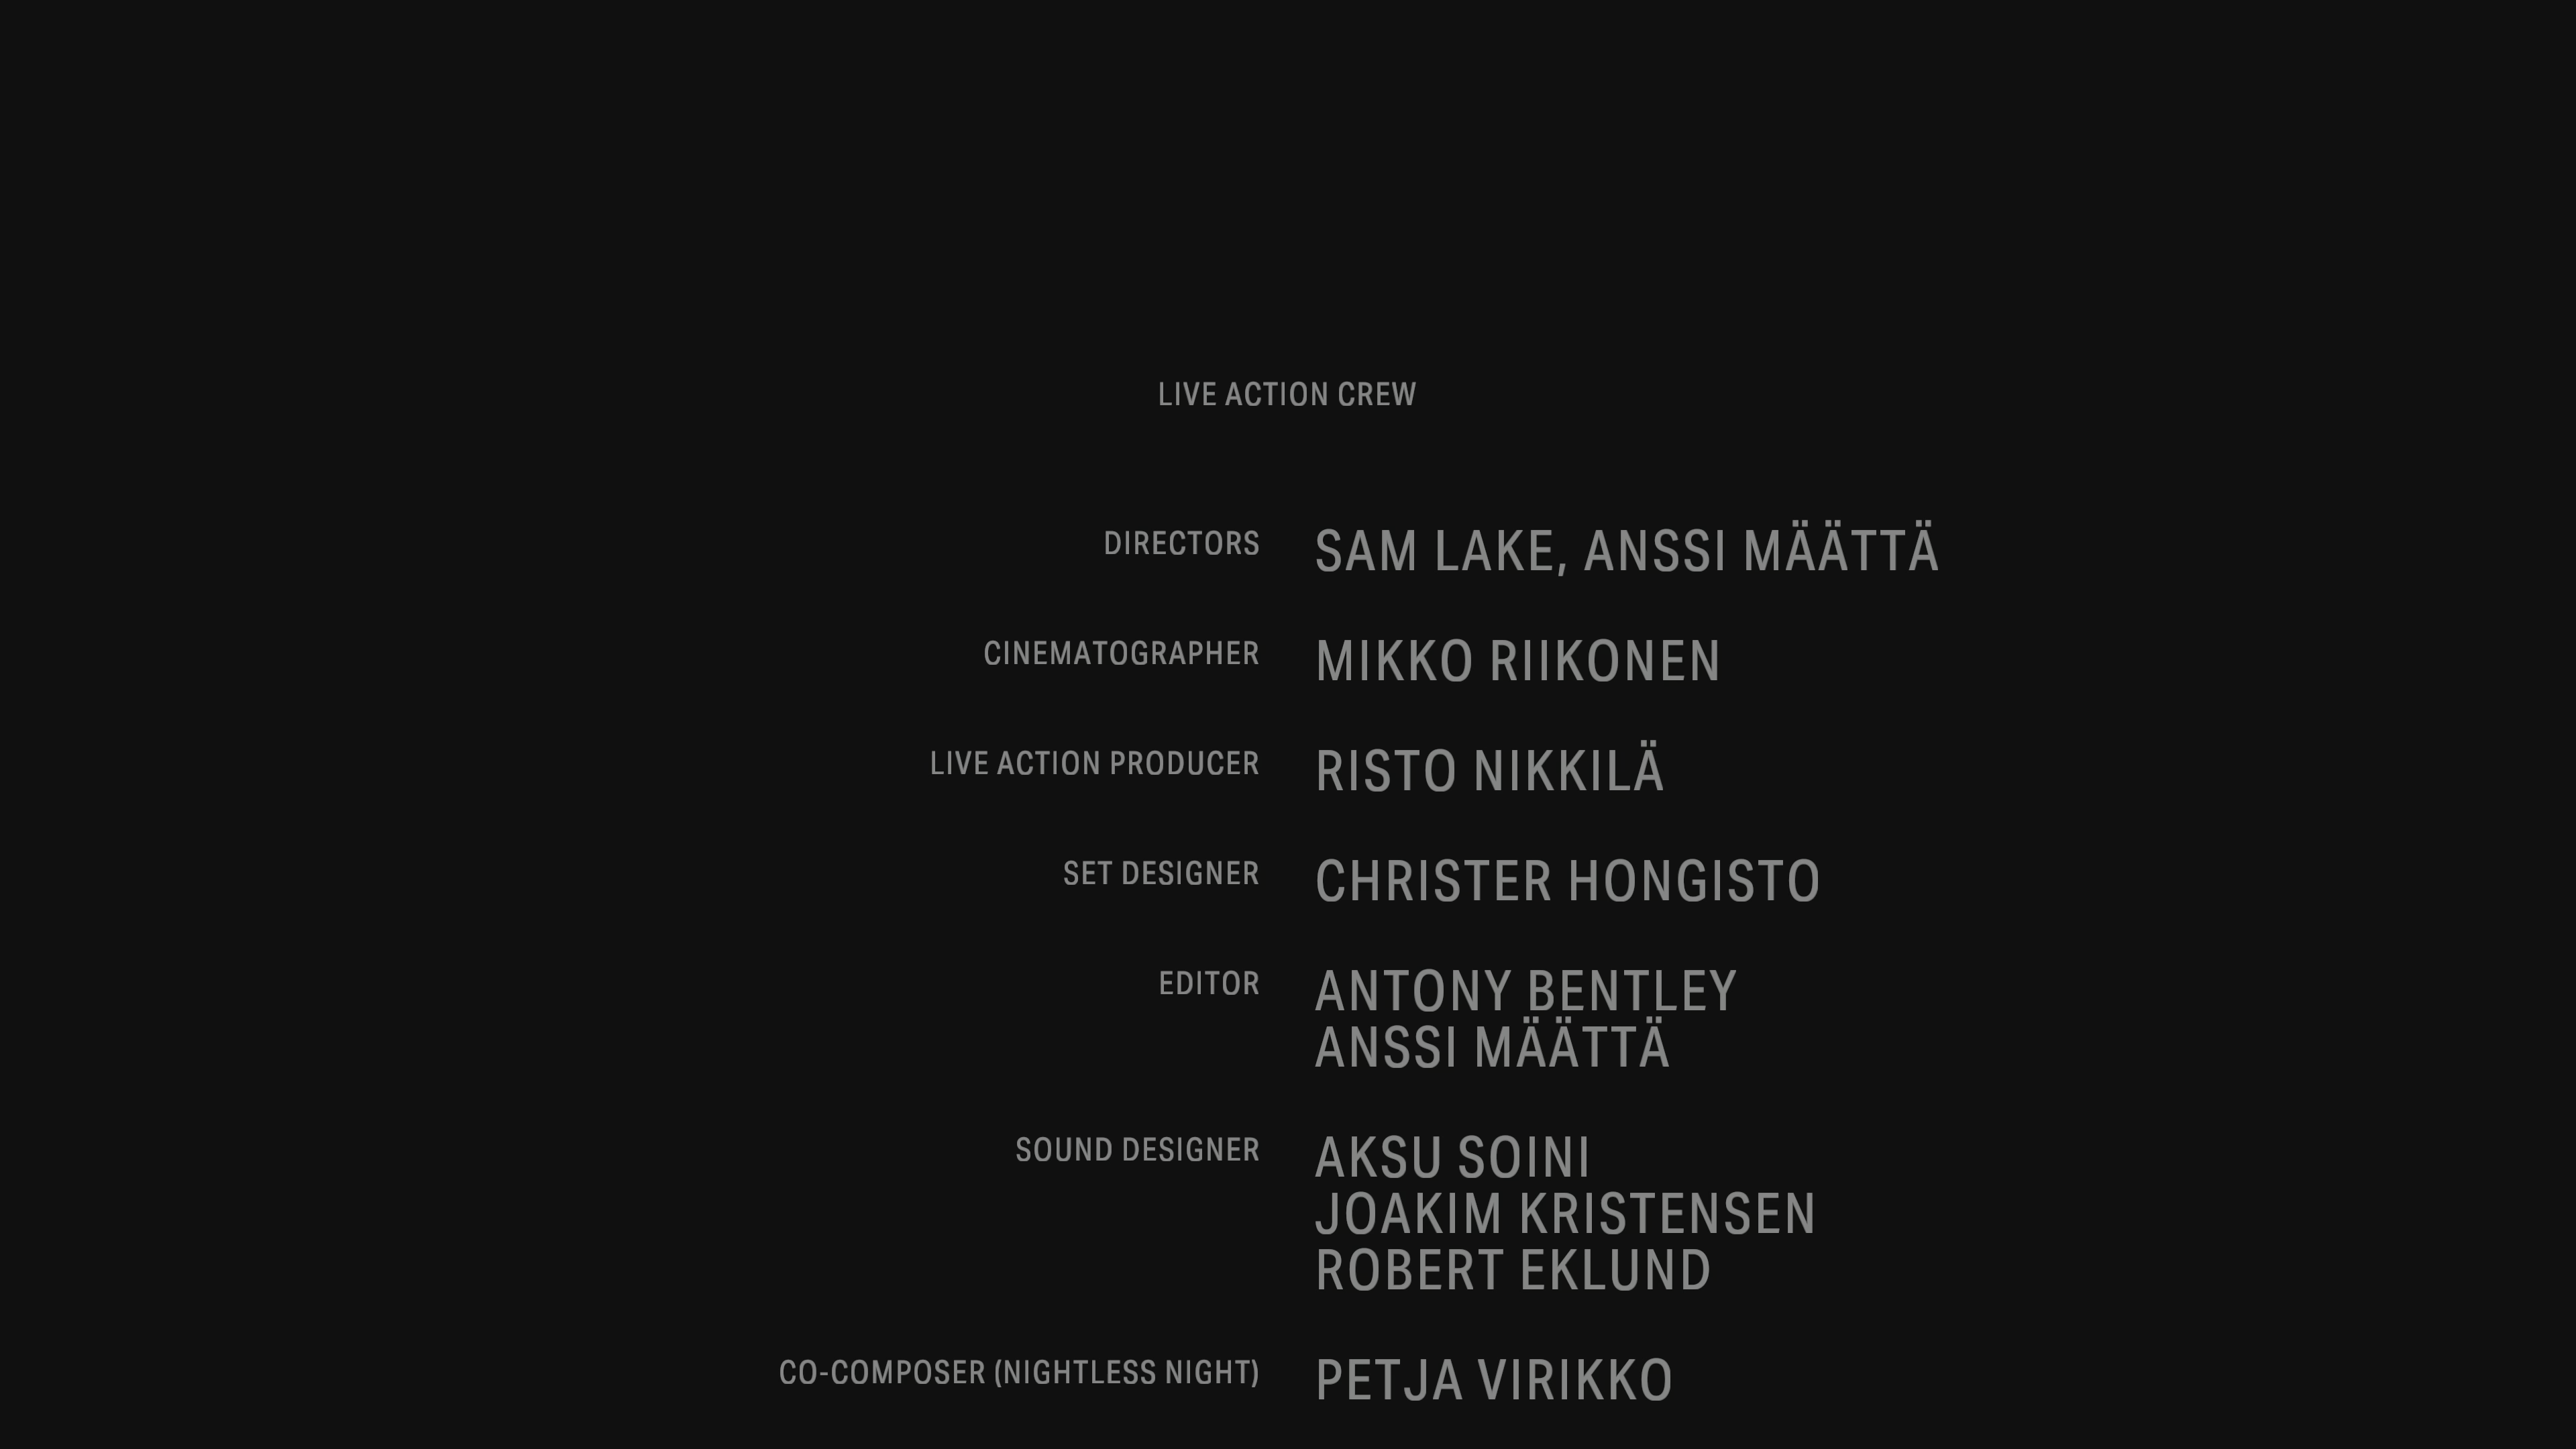 LIVE ACTION CREW
DIRECTORS SAM LAKE, ANSSI MÄÄTTÄ
CINEMATOGRAPHER MIKKO RIIKONEN
LIVE ACTION PRODUCER RISTO NIKKILÄ
SET DESIGNER CHRISTER HONGISTO
EDITOR ANTONY BENTLEY
ANSSI MÄÄTTÄ
SOUND DESIGNER AKSU SOINI
JOAKIM KRISTENSEN
ROBERT EKLUND
CO-COMPOSER (NIGHTLESS NIGHT) PETJA VIRIKKO